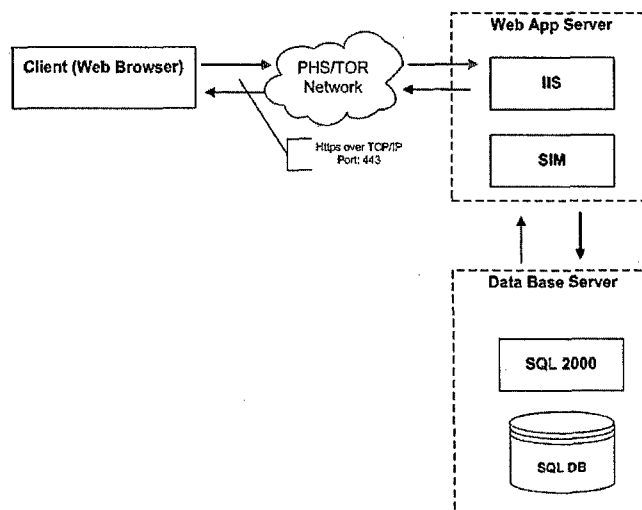 Web App Server
Client (Web Browser)
PHS/TOR
Network
IIS
Https over TCP/IP
Port: 443
SIM
Data Base Server
SQL 2000
SQL DB